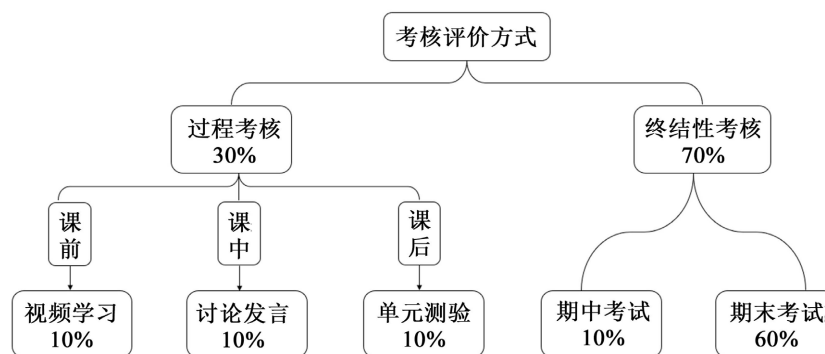 考核评价方式
过程考核
30%
终结性考核
70%
课前
课中
课后
视频学习
10%
讨论发言
10%
单元测验
10%
期中考试
10%
期末考试
60%